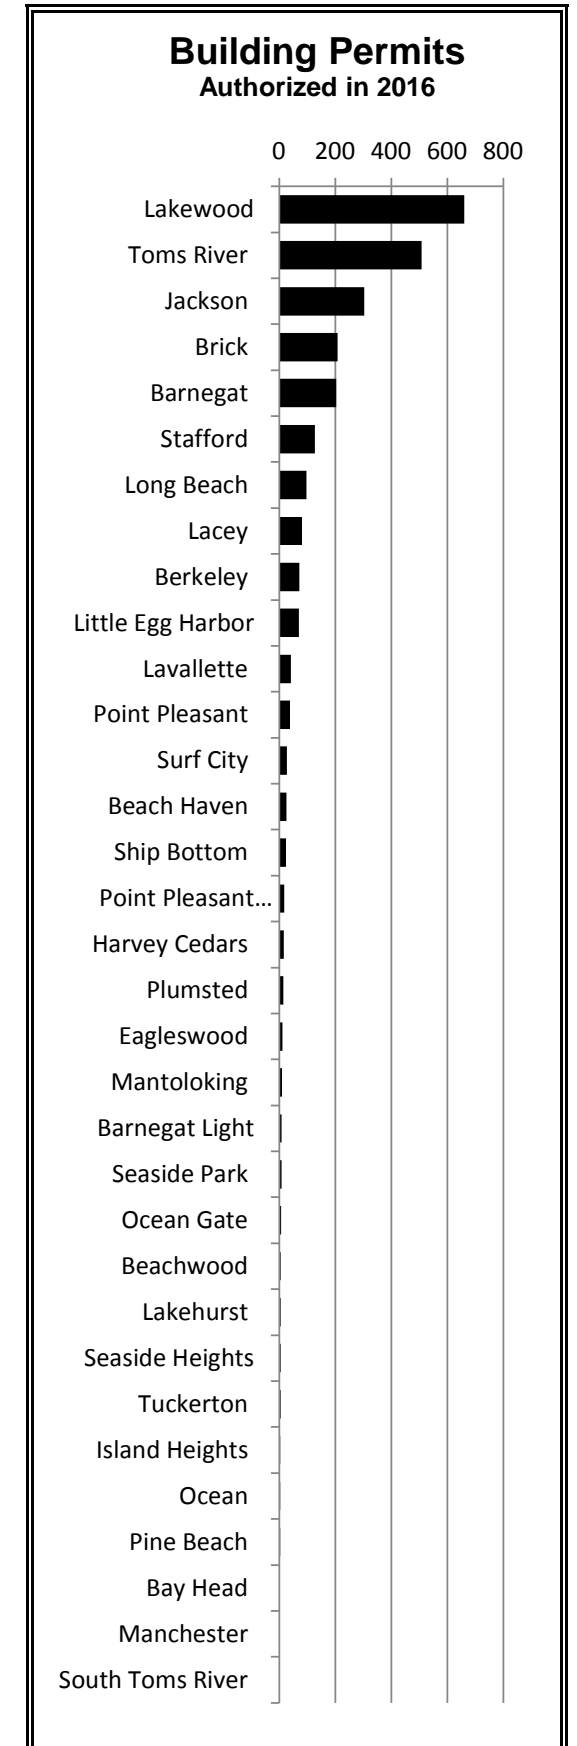 Building Permits
Authorized in 2016
0 200 400 600 800
Lakewood
Toms River
Jackson
Brick
Barnegat
Stafford
Long Beach
Lacey
Berkeley
Little Egg Harbor
Lavallette
Point Pleasant
Surf City
Beach Haven
Ship Bottom
Point Pleasant...
Harvey Cedars
Plumsted
Eagleswood
Mantoloking
Barnegat Light
Seaside Park
Ocean Gate
Beachwood
Lakehurst
Seaside Heights
Tuckerton
Island Heights
Ocean
Pine Beach
Bay Head
Manchester
South Toms River